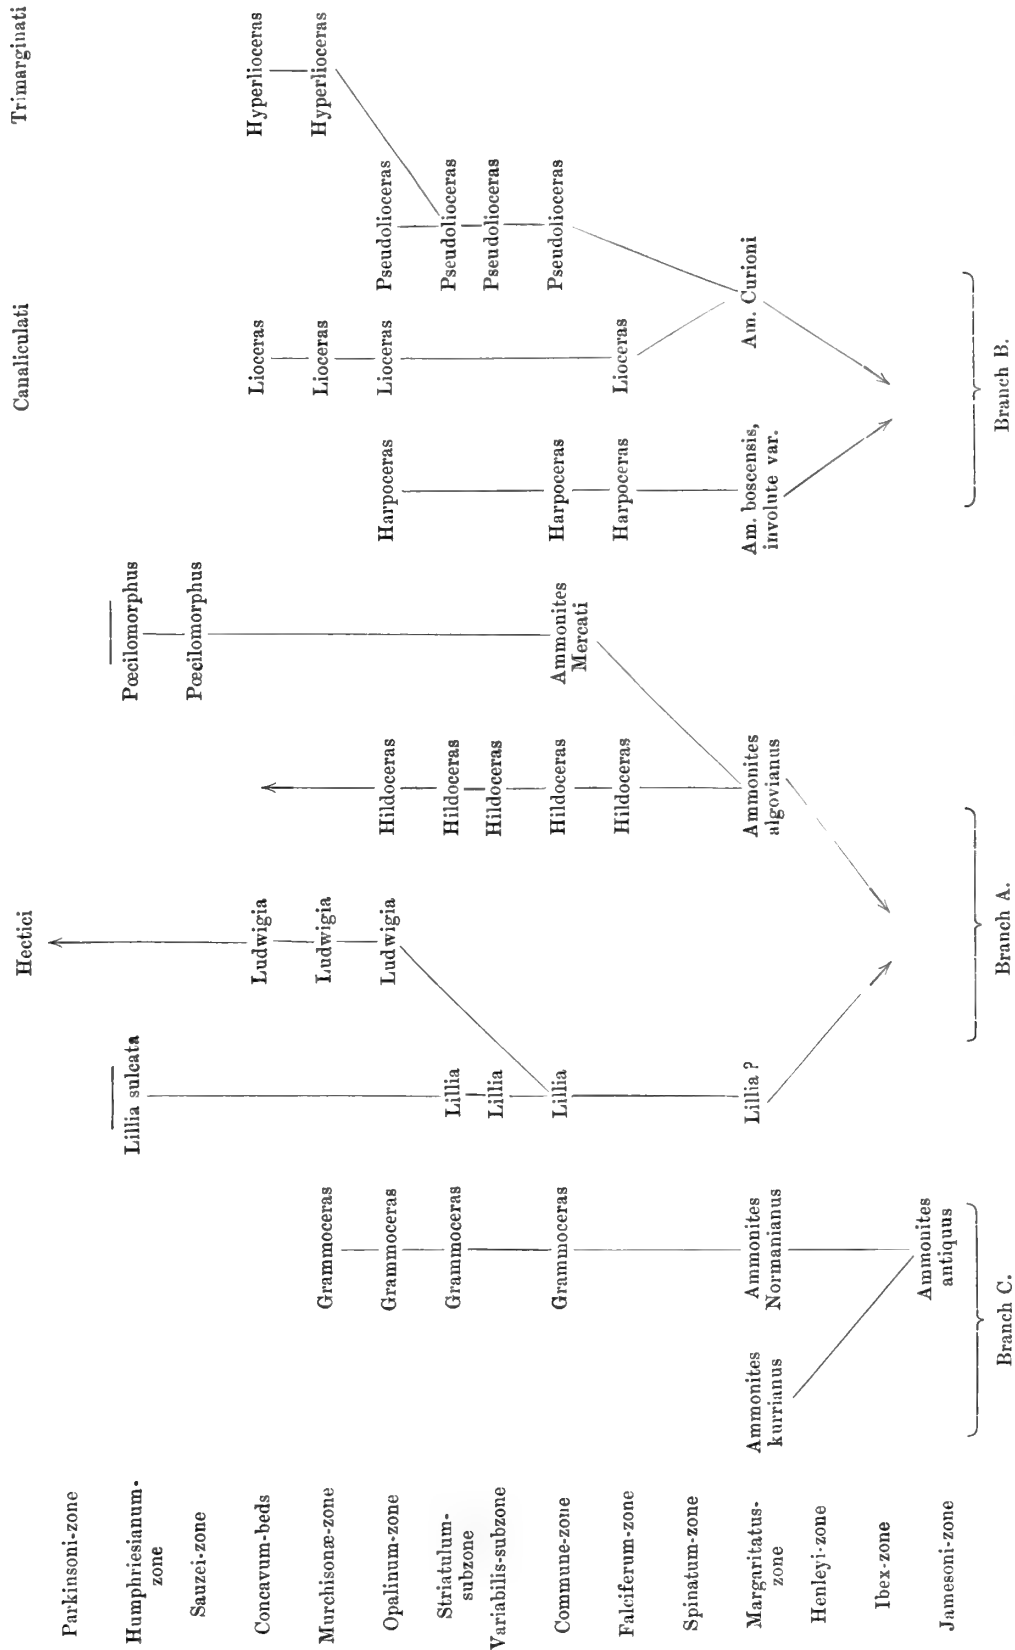 Hectici
Canaliculati
Trimarginati
Parkinsoni-zone
Humphriesianum-
zone
Lillia sulcata
Pœcilomorphus
Sauzei-zone
Pœcilomorphus
Concavum-beds
Ludwigia
Lioceras
Hyperlioceras
Murchisonæ-zone
Grammoceras
Ludwigia
Lioceras
Hyperlioceras
Opalinum-zone
Grammoceras
Ludwigia
Hildoceras
Harpoceras
Lioceras
Pseudolioceras
Striatulum-
subzone
Grammoceras
Lillia
Hildoceras
Pseudolioceras
Variabilis-subzone
Lillia
Hildoceras
Pseudolioceras
Commune-zone
Grammoceras
Lillia
Hildoceras
Ammonites
Mercati
Harpoceras
Pseudolioceras
Falciferum-zone
Hildoceras
Harpoceras
Lioceras
Spinatum-zone
Margaritatus-
zone
Ammonites
kurrianus
Ammonites
Normanianus
Lillia ?
Ammonites
algovianus
Am. boscensis,
involute var.
Am. Curioni
Henleyi-zone
Ibex-zone
Jamesoni-zone
Ammonites
antiquus
Branch C.
Branch A.
Branch B.